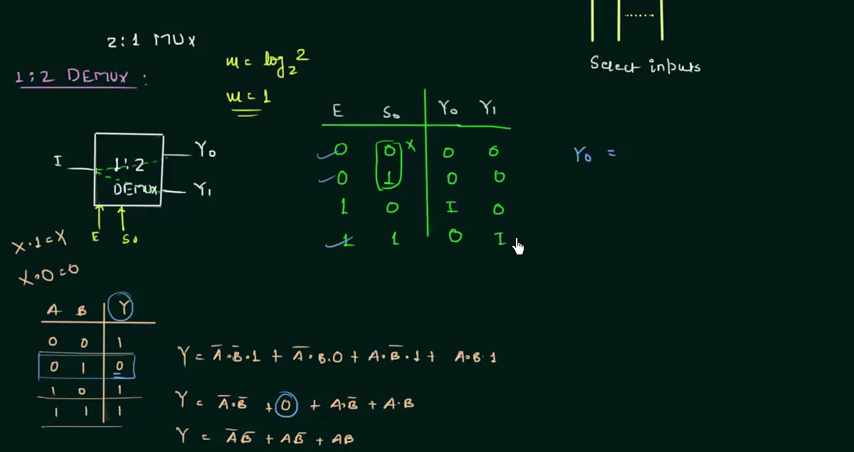 2:1 MUX
1:2 DEMUX:
m = log₂2
m = 1
Select inputs
I
1:2
DEMUX
Y₀
Y₁
E S₀
E S₀ Y₀ Y₁
0 0 x 0 0
0 1 0 0
1 0 I 0
1 1 0 I
Y₀ =
X·1=X
X·0=0
A B Y
0 0 1
0 1 0
1 0 1
1 1 1
Y = A̅·B̅·1 + A̅·B·0 + A·B̅·1 + A·B·1
Y = A̅·B̅ + 0 + A·B̅ + A·B
Y = A̅B̅ + AB̅ + AB